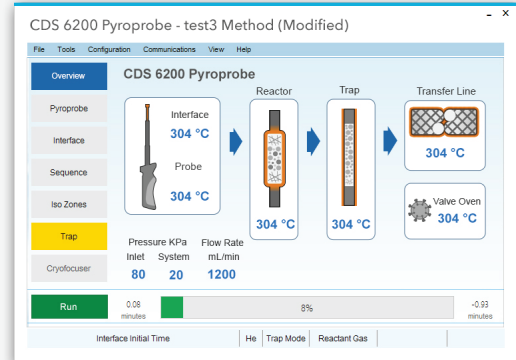 CDS 6200 Pyroprobe - test3 Method (Modified)
File Tools Configuration Communications View Help
Overview
Pyroprobe
Interface
Sequence
Iso Zones
Trap
Cryofocuser
CDS 6200 Pyroprobe
Interface
304 °C
Probe
304 °C
Reactor
304 °C
Trap
304 °C
Transfer Line
304 °C
Valve Oven
304 °C
Pressure KPa Flow Rate
Inlet System mL/min
80 20 1200
Run
0.08
minutes
8%
-0.93
minutes
Interface Initial Time He Trap Mode Reactant Gas